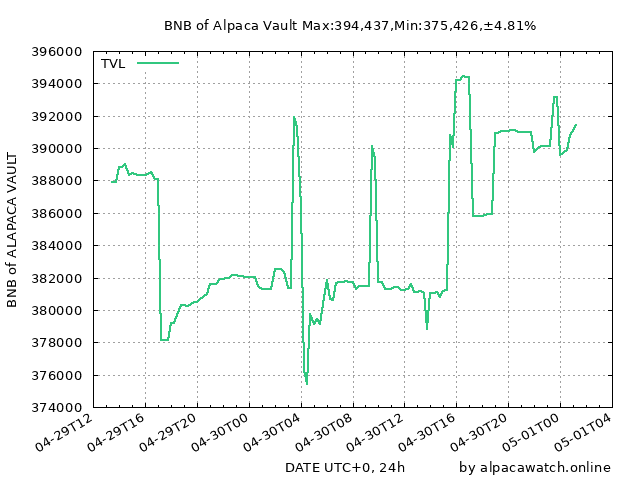 BNB of Alpaca Vault Max:394,437,Min:375,426,±4.81%
TVL
BNB of ALAPACA VAULT
396000
394000
392000
390000
388000
386000
384000
382000
380000
378000
376000
374000
04-29T12
04-29T16
04-29T20
04-30T00
04-30T04
04-30T08
04-30T12
04-30T16
04-30T20
05-01T00
05-01T04
DATE UTC+0, 24h
by alpacawatch.online